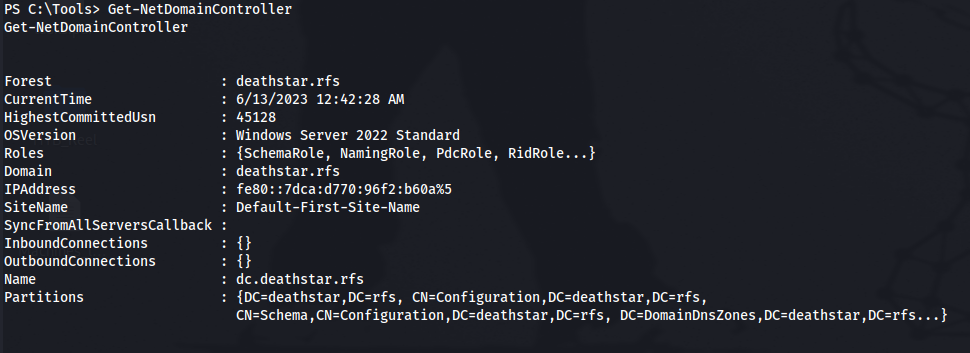 PS C:\Tools> Get-NetDomainController
Get-NetDomainController
Forest : deathstar.rfs
CurrentTime : 6/13/2023 12:42:28 AM
HighestCommittedUsn : 45128
OSVersion : Windows Server 2022 Standard
Roles : {SchemaRole, NamingRole, PdcRole, RidRole...}
Domain : deathstar.rfs
IPAddress : fe80::7dca:d770:96f2:b60a%5
SiteName : Default-First-Site-Name
SyncFromAllServersCallback :
InboundConnections : {}
OutboundConnections : {}
Name : dc.deathstar.rfs
Partitions : {DC=deathstar,DC=rfs, CN=Configuration,DC=deathstar,DC=rfs,
CN=Schema,CN=Configuration,DC=deathstar,DC=rfs, DC=DomainDnsZones,DC=deathstar,DC=rfs...}